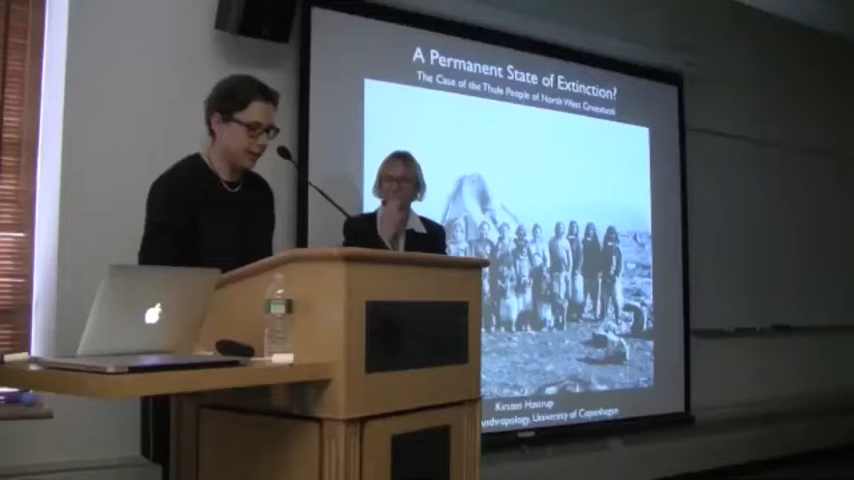 A Permanent State of Extinction?
The Case of the Thule People of North West Greenland
Kirsten Hastrup
Anthropology, University of Copenhagen